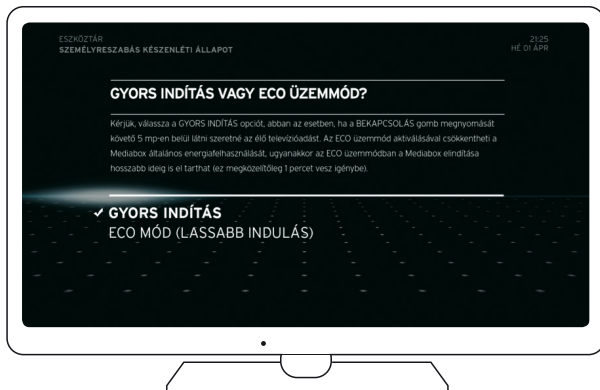 ESZKÖZTÁR
SZEMÉLYRESZABÁS KÉSZENLÉTI ÁLLAPOT
21:25
HÉ 01 ÁPR
GYORS INDÍTÁS VAGY ECO ÜZEMMÓD?
Kérjük, válassza a GYORS INDÍTÁS opciót, abban az esetben, ha a BEKAPCSOLÁS gomb megnyomását
követő 5 mp-en belül látni szeretné az élő televízióadást. Az ECO üzemmód aktiválásával csökkentheti a
Mediabox általános energiafelhasználását, ugyanakkor az ECO üzemmódban a Mediabox elindítása
hosszabb ideig is el tarthat (ez megközelítőleg 1 percet vesz igénybe).
GYORS INDÍTÁS
ECO MÓD (LASSABB INDULÁS)